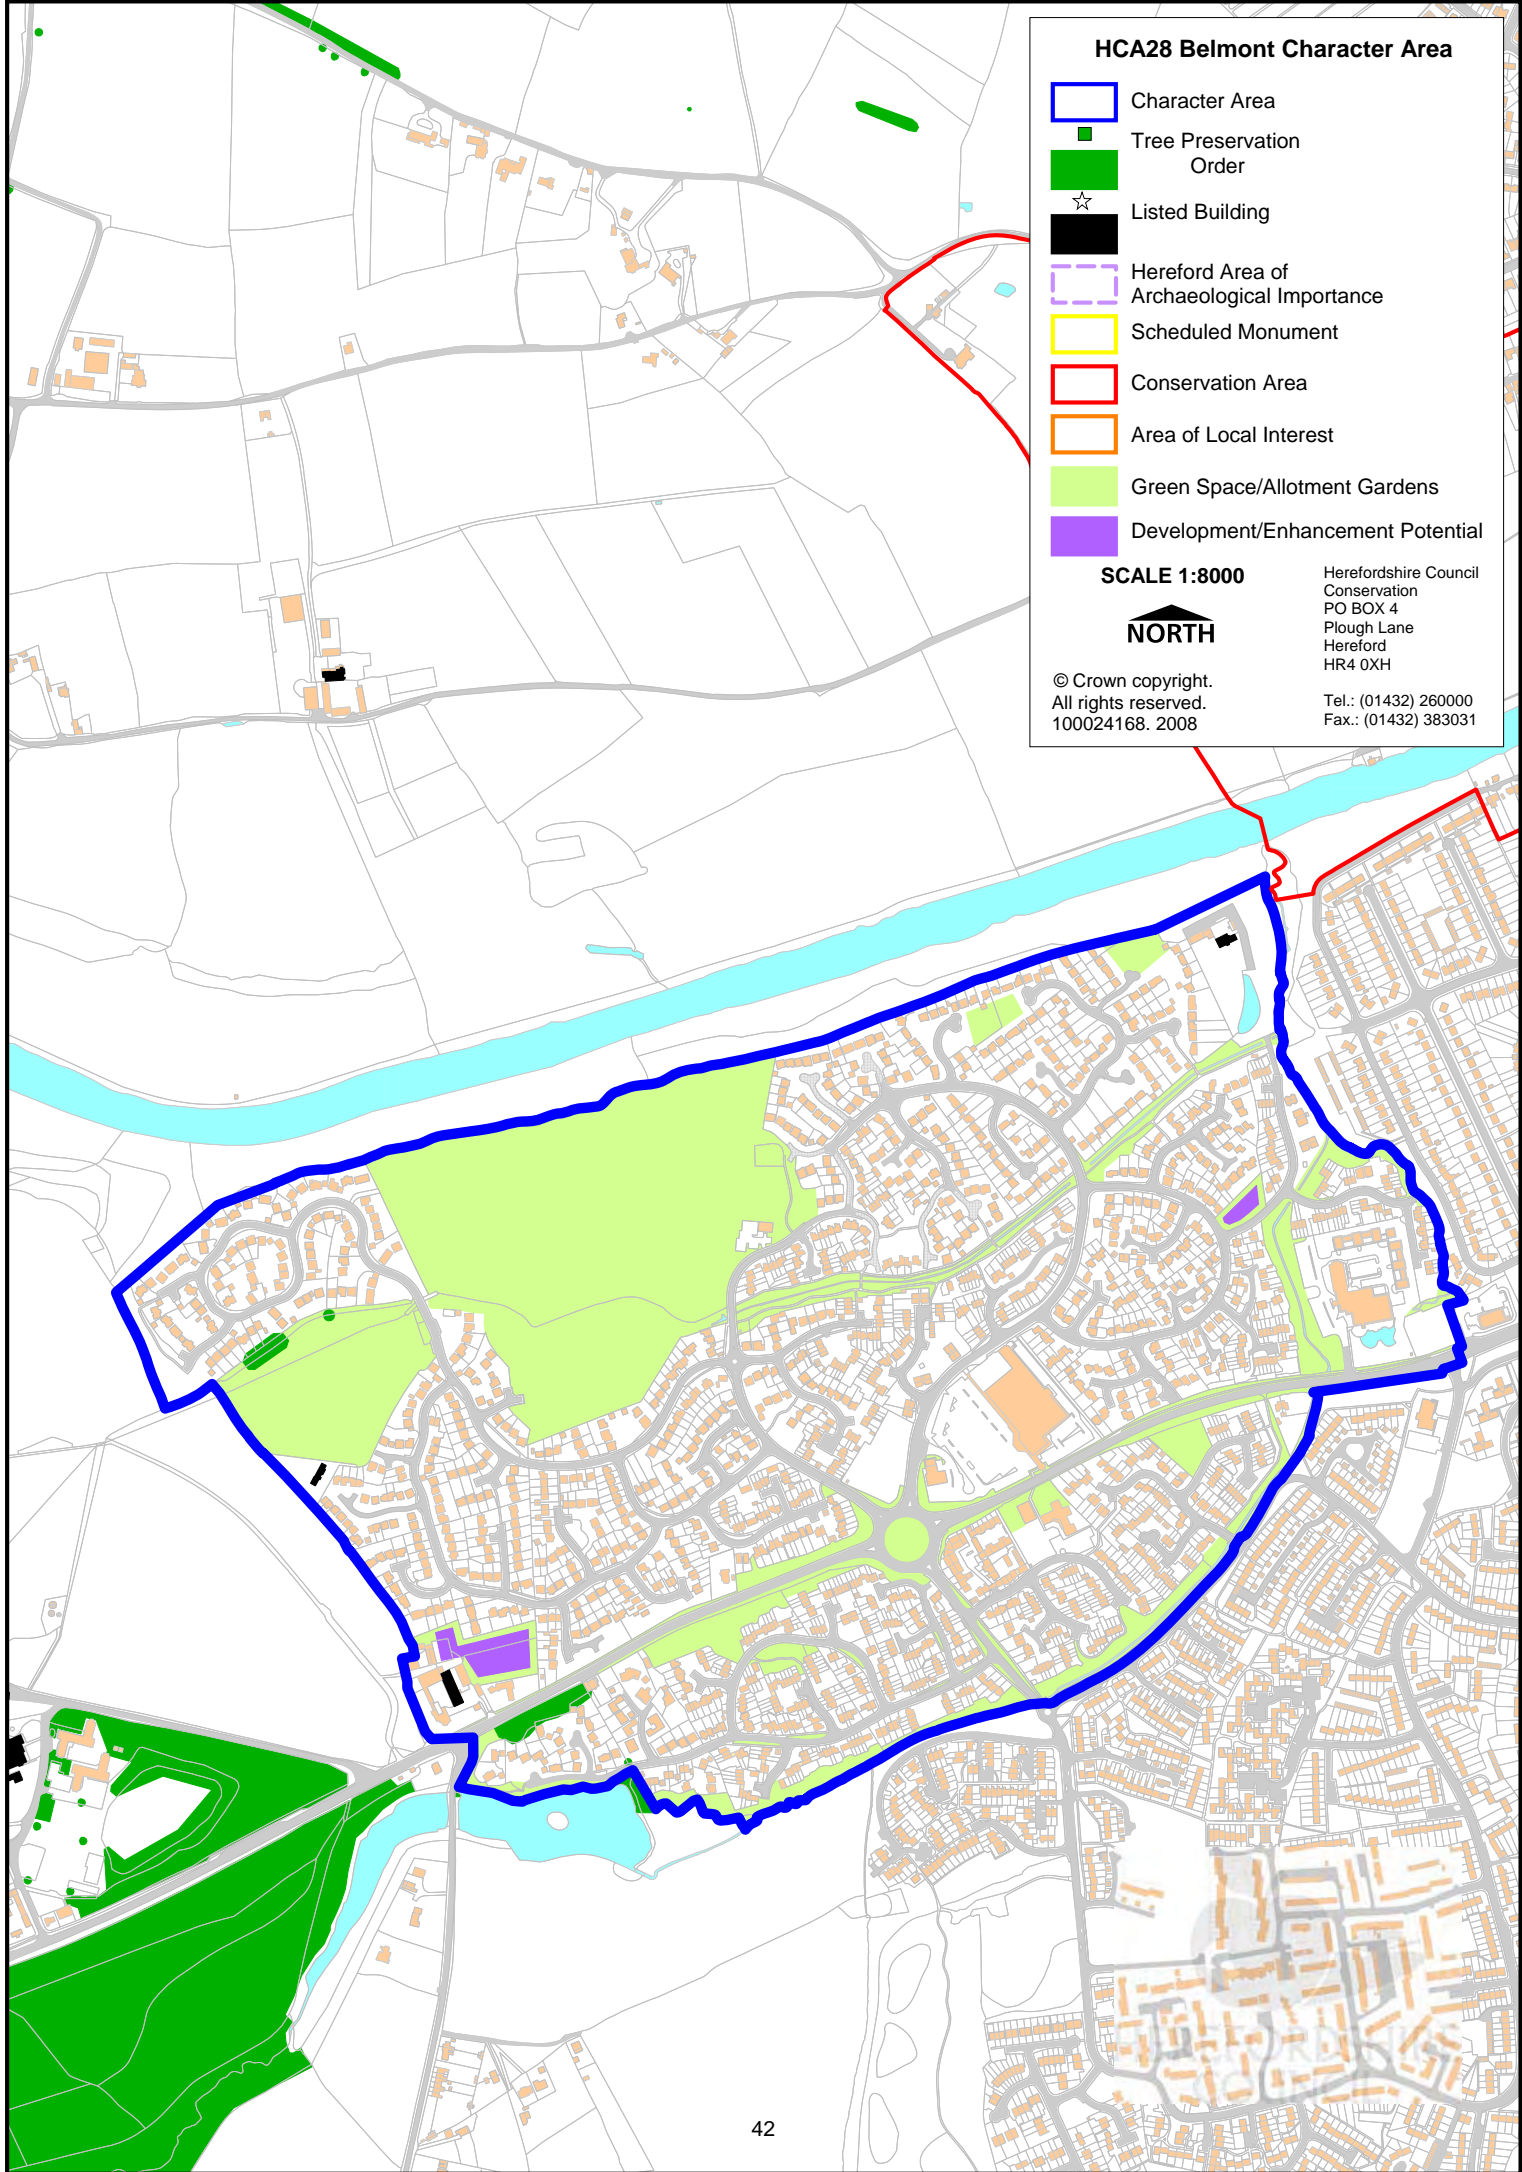 HCA28 Belmont Character Area
Character Area
Tree Preservation
Order
Listed Building
Hereford Area of
Archaeological Importance
Scheduled Monument
Conservation Area
Area of Local Interest
Green Space/Allotment Gardens
Development/Enhancement Potential
SCALE 1:8000
NORTH
© Crown copyright.
All rights reserved.
100024168. 2008
Herefordshire Council
Conservation
PO BOX 4
Plough Lane
Hereford
HR4 0XH
Tel.: (01432) 260000
Fax.: (01432) 383031
HEREFORDSHIRE
COUNCIL
42